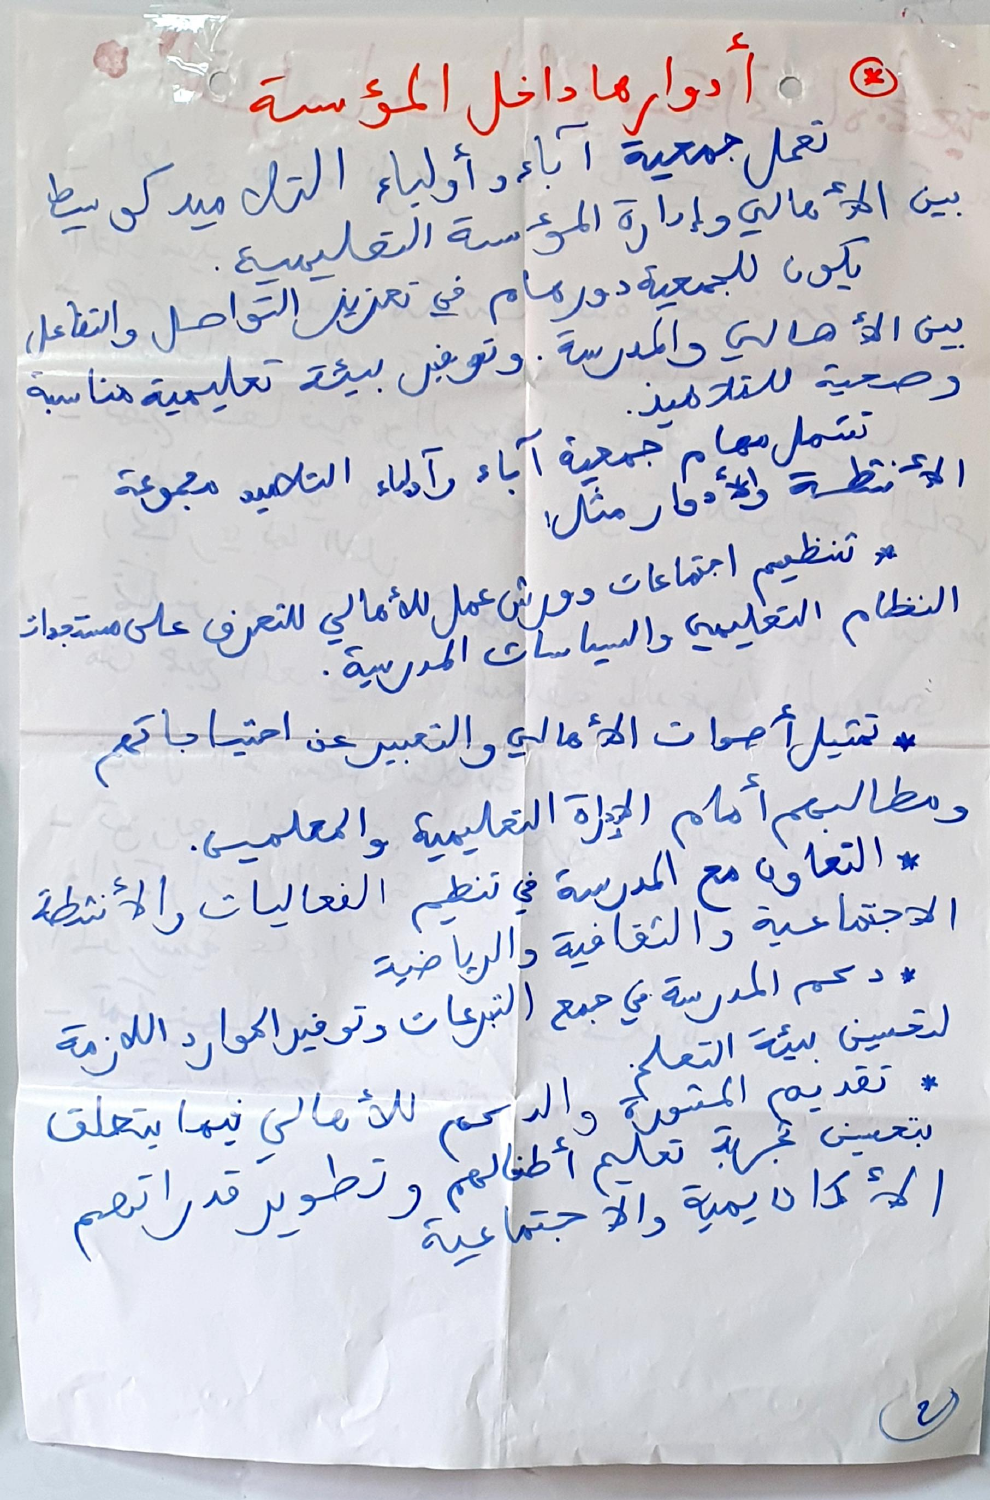 * أدوارها داخل المؤسسة
تعمل جمعية آباء وأولياء التلاميد كوسيط
بين الأهالي وإدارة المؤسسة التعليمية.
يكون للجمعية دور هام في تعزيز التواصل والتفاعل
بين الأهالي والمدرسة. وتوفير بيئة تعليمية مناسبة
وصحية للتلاميذ.
تشمل مهام جمعية آباء وآولياء التلاميد مجموعة
الأنشطة والأدوار مثل:
* تنظيم اجتماعات وورش عمل للأهالي للتعرف على مستجدات
النظام التعليمي والسياسات المدرسية.
* تمثيل أصوات الأهالي والتعبير عن احتياجاتهم
ومطالبهم أمام الإدارة التعليمية والمعلمين.
* التعاون مع المدرسة في تنظيم الفعاليات والأنشطة
الاجتماعية والثقافية والرياضية
* دعم المدرسة في جمع التبرعات وتوفير الموارد اللازمة
لتحسين بيئة التعلم.
* تقديم المشورة والدعم للأهالي فيما يتعلق
بتحسين تجربة تعليم أطفالهم وتطوير قدراتهم
الأكاديمية والاجتماعية